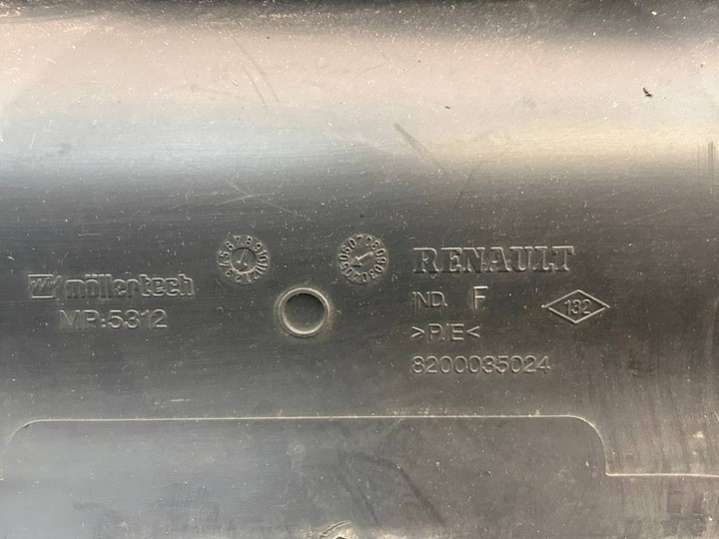 möllertech
MP:5312
RENAULT
IND. F
>P/E<
8200035024
132